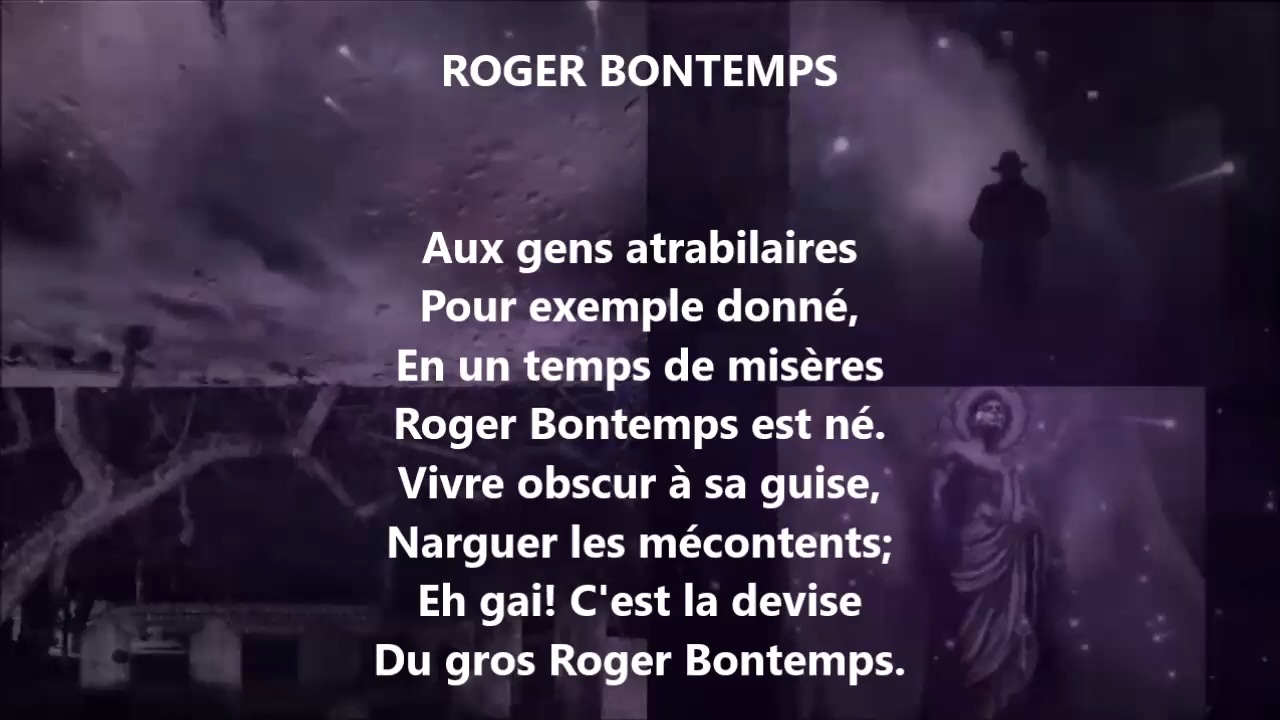 ROGER BONTEMPS
Aux gens atrabilaires
Pour exemple donné,
En un temps de misères
Roger Bontemps est né.
Vivre obscur à sa guise,
Narguer les mécontents;
Eh gai! C'est la devise
Du gros Roger Bontemps.